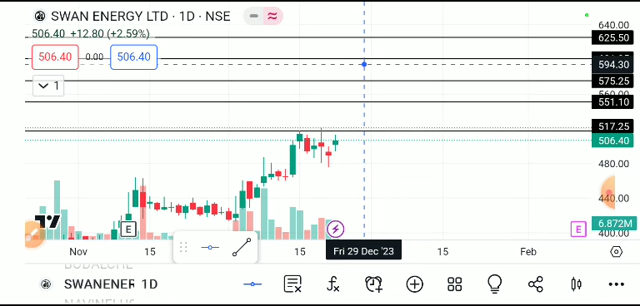 SWAN ENERGY LTD · 1D · NSE
506.40 +12.80 (+2.59%)
506.40 0.00 506.40
1
640.00
625.50
594.30
575.25
560.00
551.10
517.25
506.40
480.00
440.00
6.872M
400.00
E
E
Nov 15 15 Fri 29 Dec '23 15 Feb
SWANENER 1D